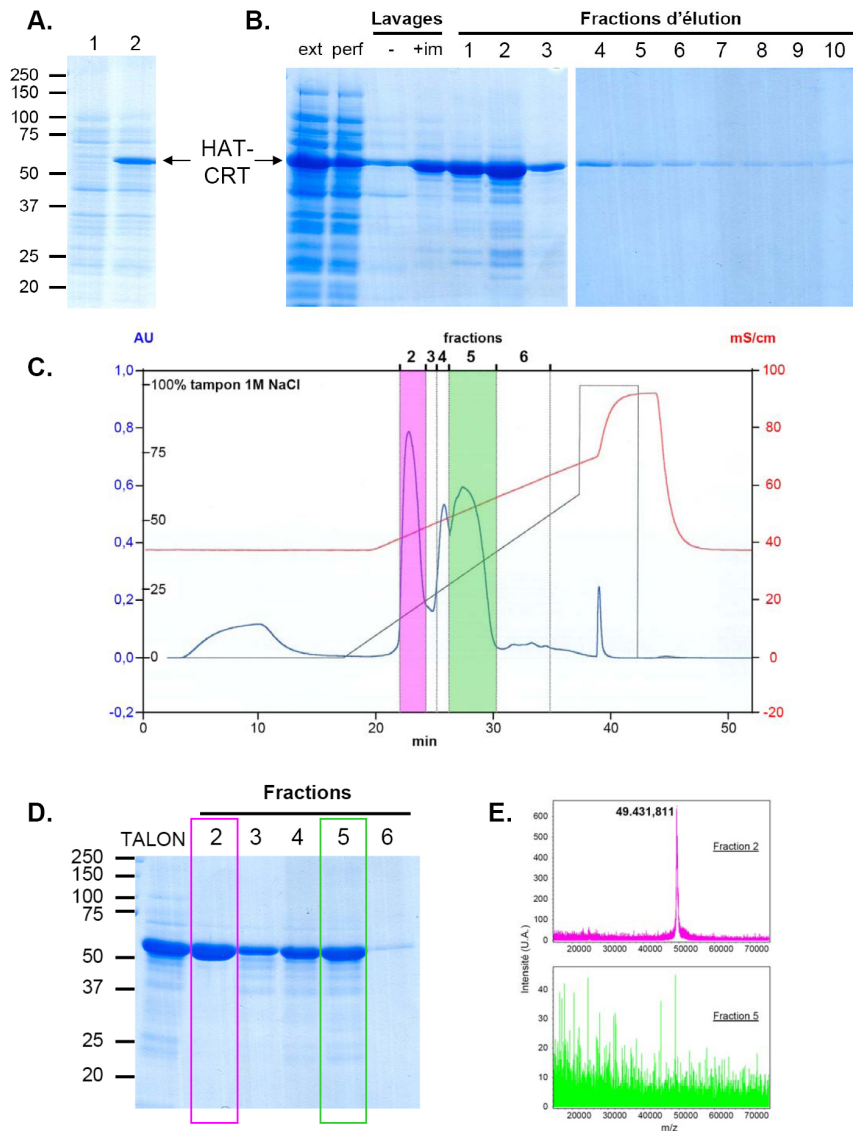 A.
1 2
250
150
100
75
50
37
25
20
HAT-
CRT
B.
Lavages
Fractions d'élution
ext perf - +im 1 2 3 4 5 6 7 8 9 10
C.
AU
fractions
mS/cm
2 3 4 5 6
1,0
0,8
0,6
0,4
0,2
0,0
-0,2
100% tampon 1M NaCl
75
50
25
0
100
80
60
40
20
0
-20
0 10 20 30 40 50
min
D.
Fractions
TALON 2 3 4 5 6
250
150
100
75
50
37
25
20
E.
49.431,811
Fraction 2
600
500
400
300
200
100
0
20000 30000 40000 50000 60000 70000
Intensité (U.A.)
Fraction 5
40
30
20
10
0
20000 30000 40000 50000 60000 70000
m/z